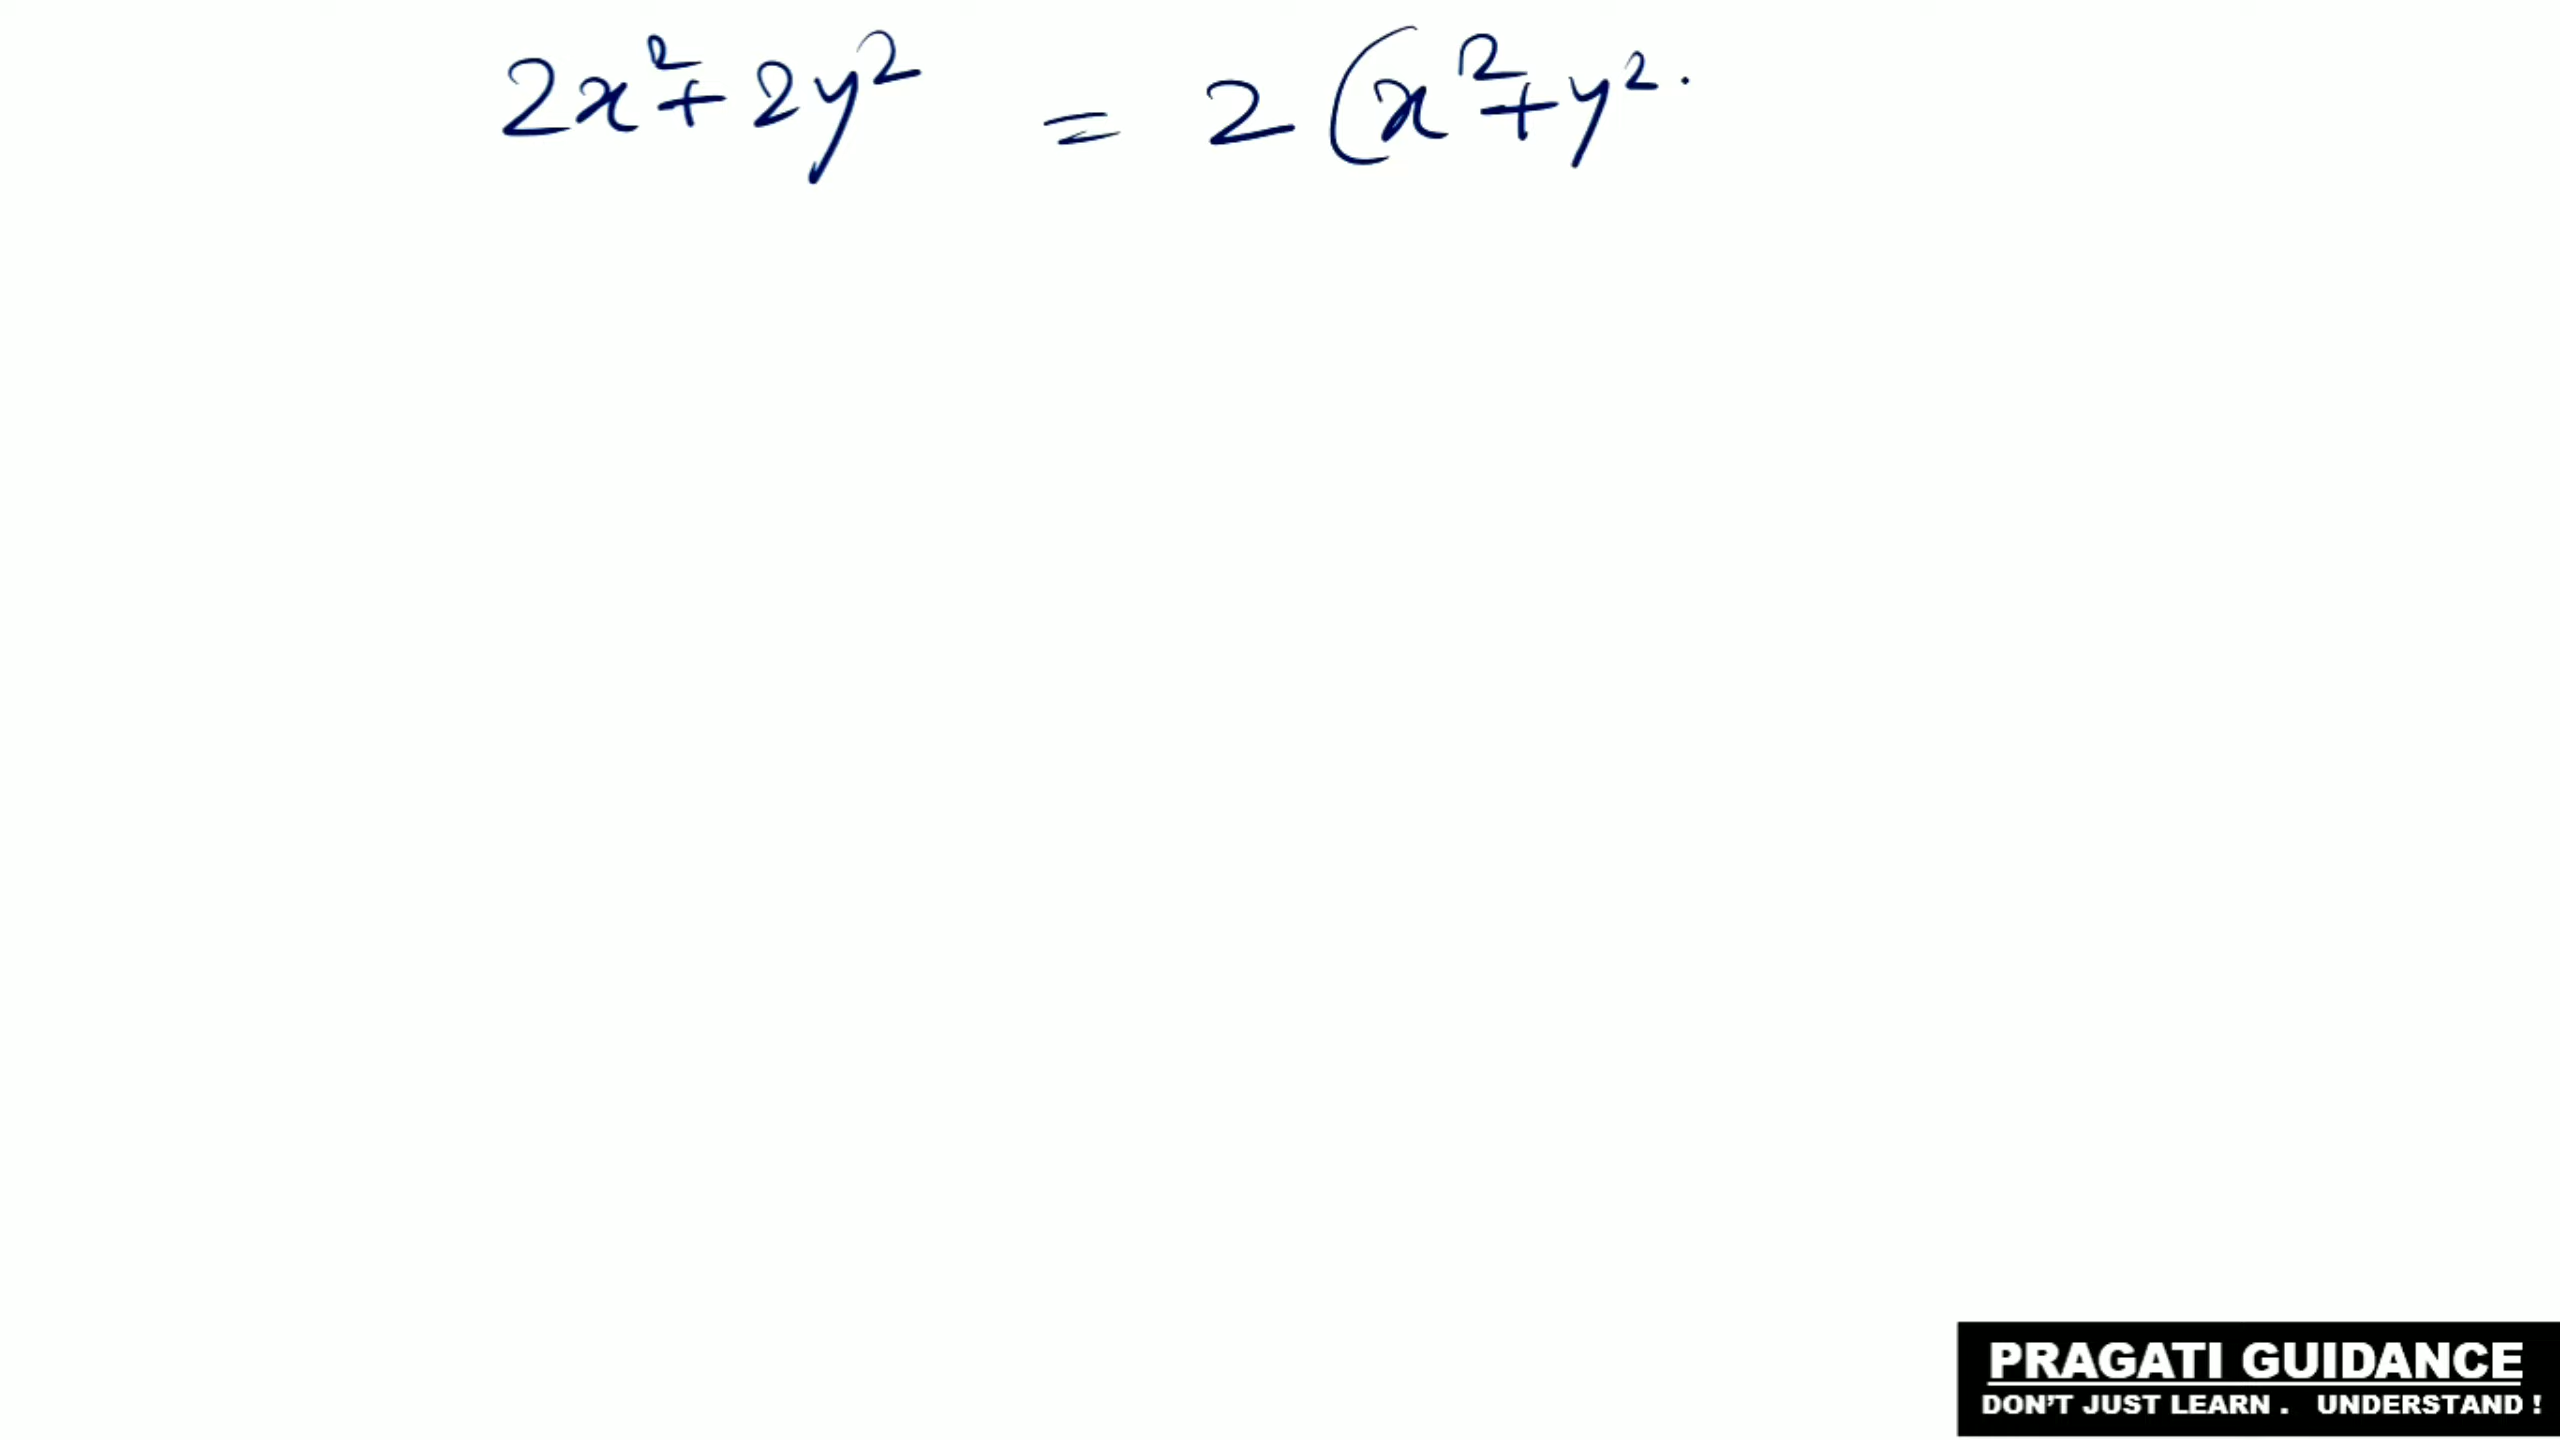 2x²+2y² = 2(x²+y².
PRAGATI GUIDANCE
DON'T JUST LEARN . UNDERSTAND !